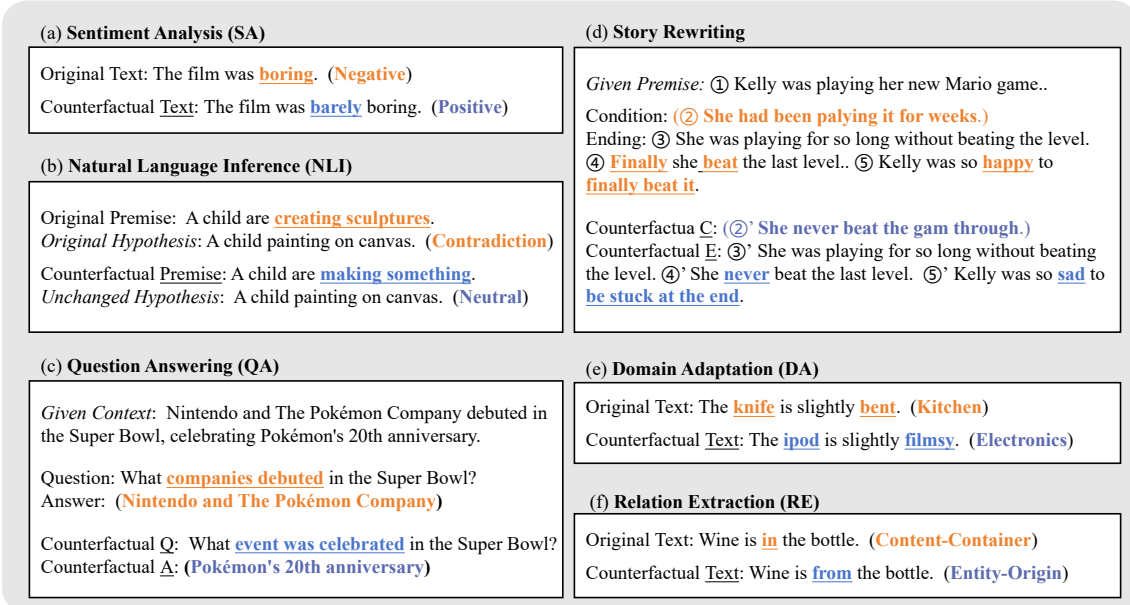 (a) Sentiment Analysis (SA)
Original Text: The film was boring. (Negative)
Counterfactual Text: The film was barely boring. (Positive)
(b) Natural Language Inference (NLI)
Original Premise: A child are creating sculptures.
Original Hypothesis: A child painting on canvas. (Contradiction)
Counterfactual Premise: A child are making something.
Unchanged Hypothesis: A child painting on canvas. (Neutral)
(c) Question Answering (QA)
Given Context: Nintendo and The Pokémon Company debuted in
the Super Bowl, celebrating Pokémon's 20th anniversary.
Question: What companies debuted in the Super Bowl?
Answer: (Nintendo and The Pokémon Company)
Counterfactual Q: What event was celebrated in the Super Bowl?
Counterfactual A: (Pokémon's 20th anniversary)
(d) Story Rewriting
Given Premise: ① Kelly was playing her new Mario game..
Condition: (② She had been palying it for weeks.)
Ending: ③ She was playing for so long without beating the level.
④ Finally she beat the last level.. ⑤ Kelly was so happy to
finally beat it.
Counterfactua C: (②’ She never beat the gam through.)
Counterfactual E: ③’ She was playing for so long without beating
the level. ④’ She never beat the last level. ⑤’ Kelly was so sad to
be stuck at the end.
(e) Domain Adaptation (DA)
Original Text: The knife is slightly bent. (Kitchen)
Counterfactual Text: The ipod is slightly filmsy. (Electronics)
(f) Relation Extraction (RE)
Original Text: Wine is in the bottle. (Content-Container)
Counterfactual Text: Wine is from the bottle. (Entity-Origin)